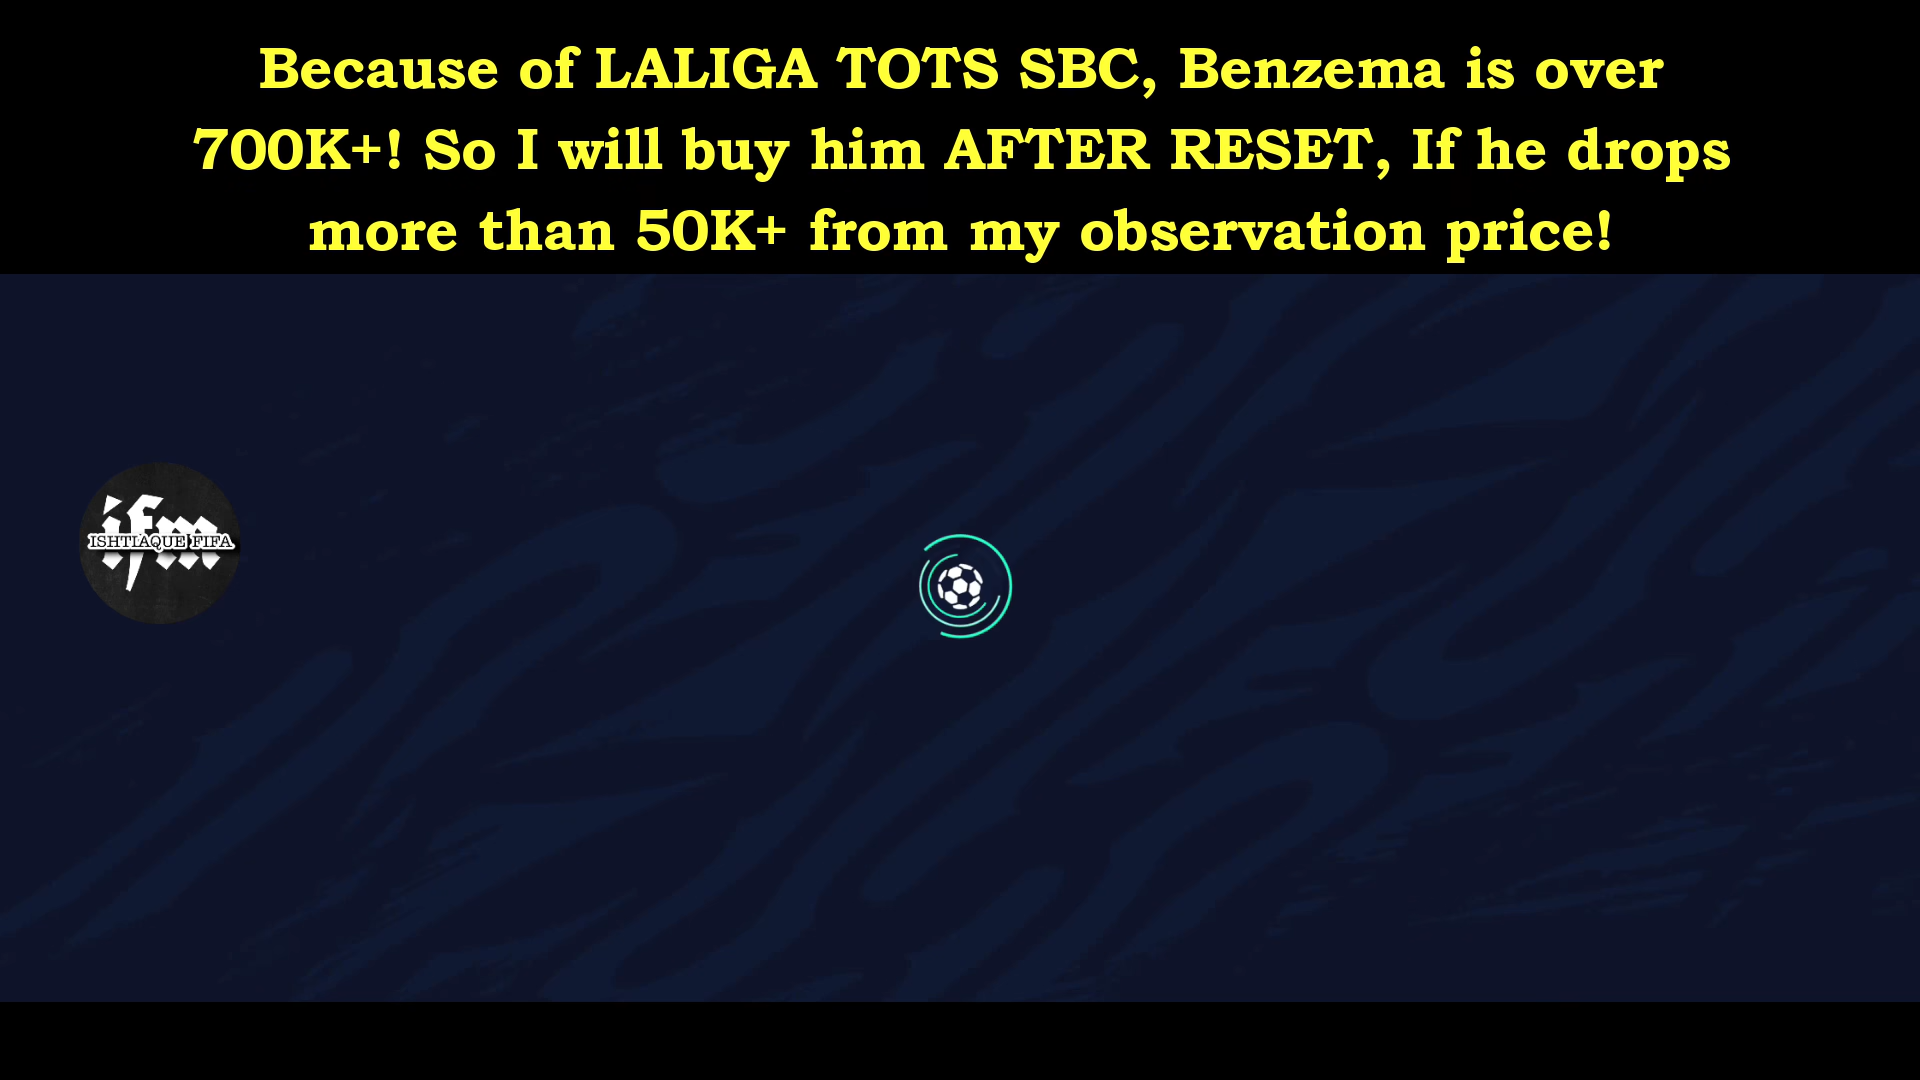 Because of LALIGA TOTS SBC, Benzema is over
700K+! So I will buy him AFTER RESET, If he drops
more than 50K+ from my observation price!
ifm
ISHTIAQUE FIFA